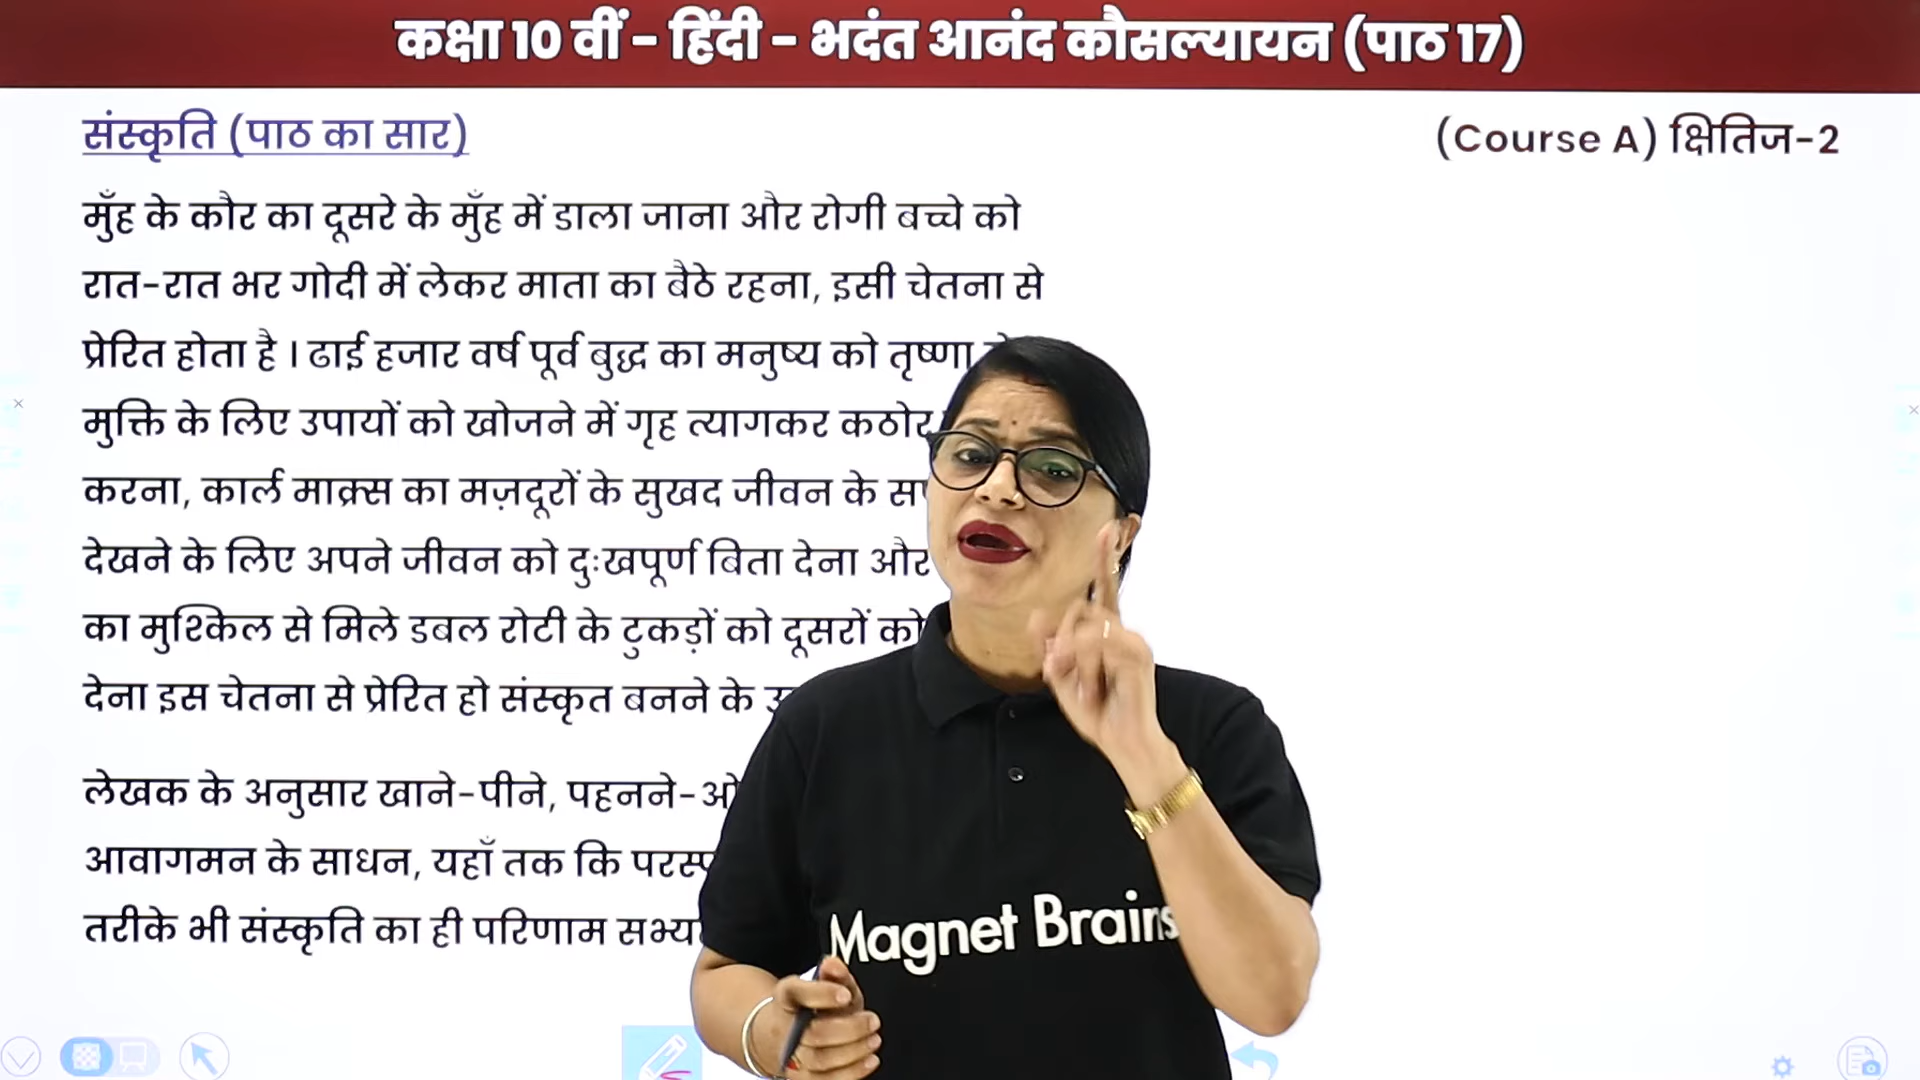 कक्षा 10 वीं - हिंदी - भदंत आनंद कौसल्यायन (पाठ 17)
संस्कृति (पाठ का सार)
(Course A) क्षितिज-2
मुँह के कौर का दूसरे के मुँह में डाला जाना और रोगी बच्चे को
रात-रात भर गोदी में लेकर माता का बैठे रहना, इसी चेतना से
प्रेरित होता है। ढाई हजार वर्ष पूर्व बुद्ध का मनुष्य को तृष्णा
मुक्ति के लिए उपायों को खोजने में गृह त्यागकर कठोर
करना, कार्ल मार्क्स का मज़दूरों के सुखद जीवन के
देखने के लिए अपने जीवन को दुःखपूर्ण बिता देना और
का मुश्किल से मिले डबल रोटी के टुकड़ों को दूसरों को
देना इस चेतना से प्रेरित हो संस्कृत बनने के
लेखक के अनुसार खाने-पीने, पहनने-
आवागमन के साधन, यहाँ तक कि
तरीके भी संस्कृति का ही परिणाम
Magnet Brains